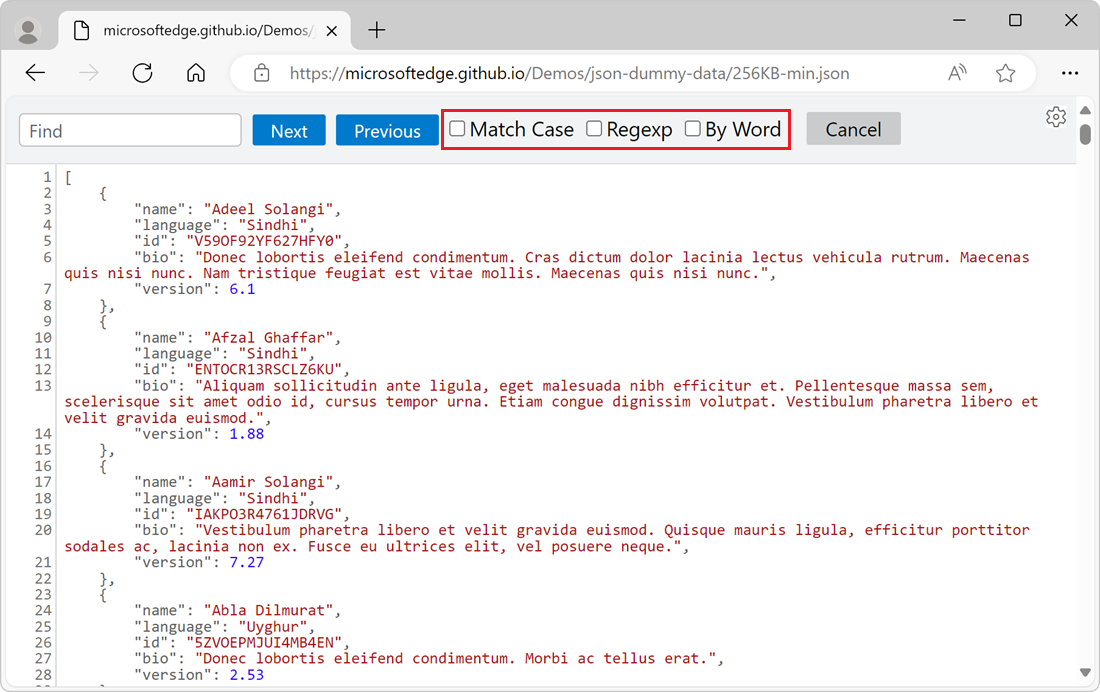 microsoftedge.github.io/Demos/
https://microsoftedge.github.io/Demos/json-dummy-data/256KB-min.json
Find Next Previous Match Case Regexp By Word Cancel
1 [
2 {
3 "name": "Adeel Solangi",
4 "language": "Sindhi",
5 "id": "V59OF92YF627HFY0",
6 "bio": "Donec lobortis eleifend condimentum. Cras dictum dolor lacinia lectus vehicula rutrum. Maecenas
quis nisi nunc. Nam tristique feugiat est vitae mollis. Maecenas quis nisi nunc.",
7 "version": 6.1
8 },
9 {
10 "name": "Afzal Ghaffar",
11 "language": "Sindhi",
12 "id": "ENTOCR13RSCLZ6KU",
13 "bio": "Aliquam sollicitudin ante ligula, eget malesuada nibh efficitur et. Pellentesque massa sem,
scelerisque sit amet odio id, cursus tempor urna. Etiam congue dignissim volutpat. Vestibulum pharetra libero et
velit gravida euismod.",
14 "version": 1.88
15 },
16 {
17 "name": "Aamir Solangi",
18 "language": "Sindhi",
19 "id": "IAKPO3R4761JDRVG",
20 "bio": "Vestibulum pharetra libero et velit gravida euismod. Quisque mauris ligula, efficitur porttitor
sodales ac, lacinia non ex. Fusce eu ultrices elit, vel posuere neque.",
21 "version": 7.27
22 },
23 {
24 "name": "Abla Dilmurat",
25 "language": "Uyghur",
26 "id": "5ZVOEPMJUI4MB4EN",
27 "bio": "Donec lobortis eleifend condimentum. Morbi ac tellus erat.",
28 "version": 2.53